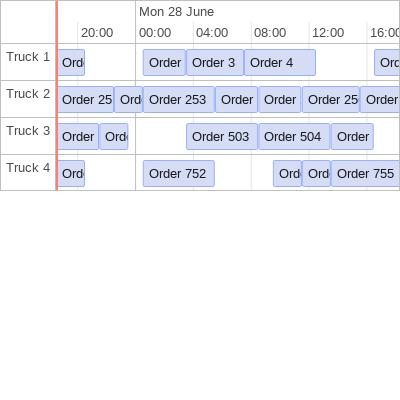 Mon 28 June
20:00 00:00 04:00 08:00 12:00 16:00
Truck 1 Ord Order Order 3 Order 4 Ord
Truck 2 Order 25 Ord Order 253 Order Order Order 25 Order
Truck 3 Order Orde Order 503 Order 504 Order
Truck 4 Ord Order 752 Ord Ord Order 755